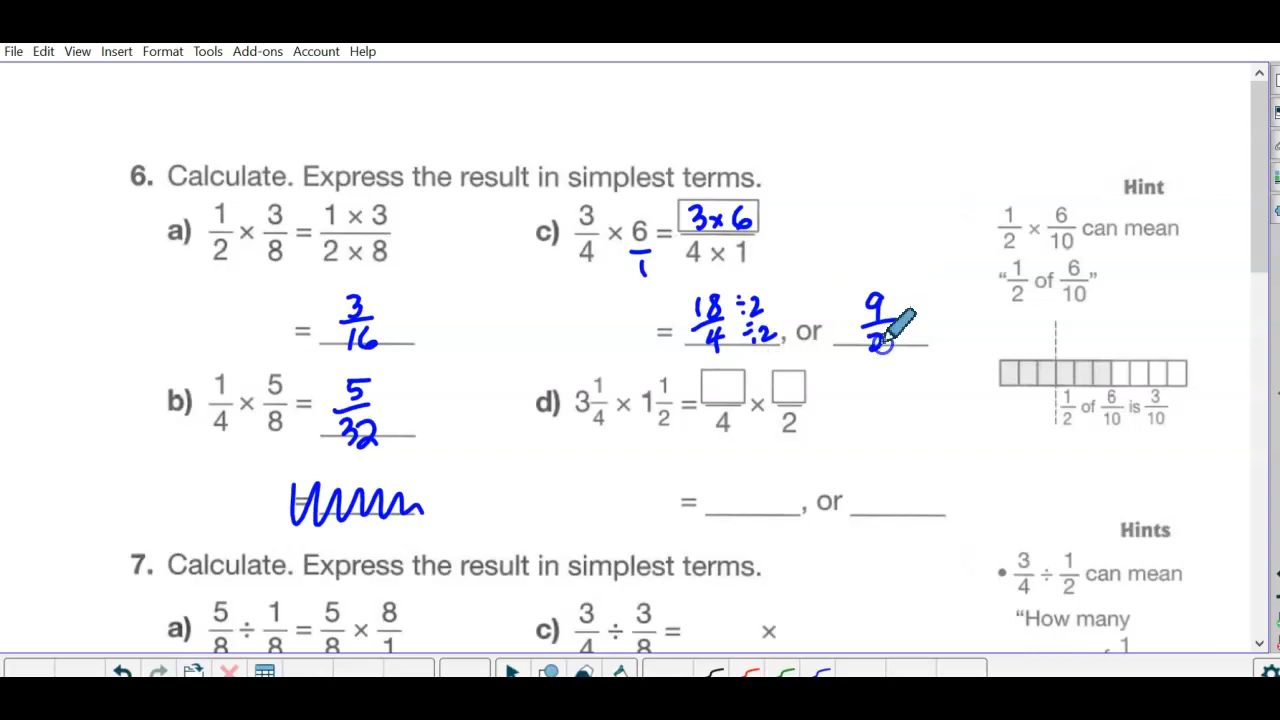 File Edit View Insert Format Tools Add-ons Account Help
6. Calculate. Express the result in simplest terms.
a) 1/2 × 3/8 = (1 × 3)/(2 × 8)
= 3/16
b) 1/4 × 5/8 = 5/32
=
c) 3/4 × 6/1 = (3 × 6)/(4 × 1)
= 18/4 ÷2/÷2, or 9/2
d) 3 1/4 × 1 1/2 = □/4 × □/2
= ______, or ______
Hint
1/2 × 6/10 can mean
"1/2 of 6/10"
1/2 of 6/10 is 3/10
7. Calculate. Express the result in simplest terms.
a) 5/8 ÷ 1/8 = 5/8 × 8/1
c) 3/4 ÷ 3/8 = ×
Hints
• 3/4 ÷ 1/2 can mean
"How many